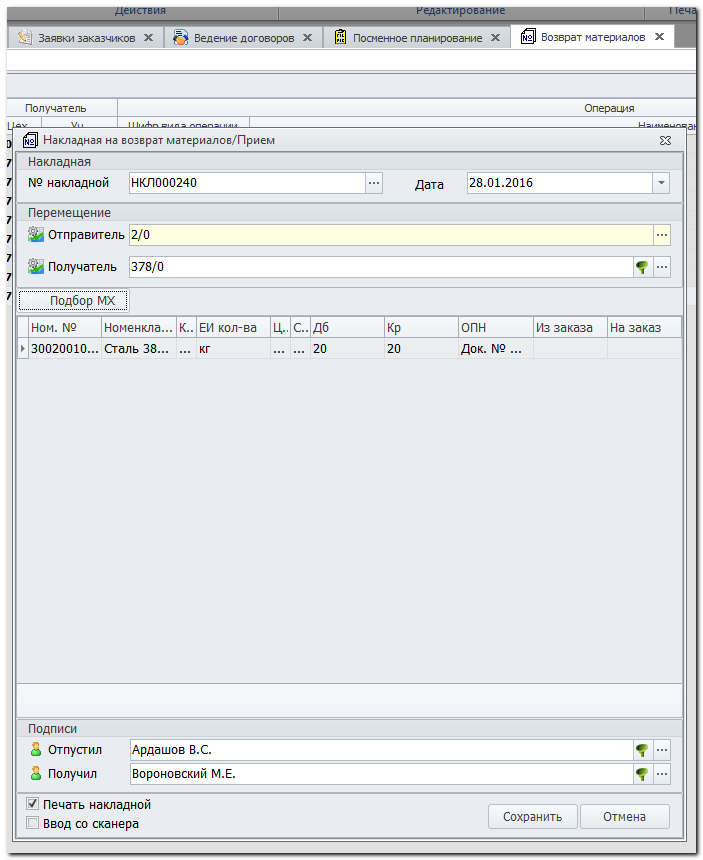 Действия Редактирование
Заявки заказчиков Ведение договоров Посменное планирование Возврат материалов
Получатель Операция
Цех Уч Шифр вида операции
Накладная на возврат материалов/Прием
Накладная
№ накладной НКЛ000240 ... Дата 28.01.2016
Перемещение
Отправитель 2/0 ...
Получатель 378/0 ...
Подбор МХ
Ном. № Номенкла... К.. ЕИ кол-ва Ц.. С.. Дб Кр ОПН Из заказа На заказ
30020010... Сталь 38... ... кг ... ... 20 20 Док. № ...
Подписи
Отпустил Ардашов В.С. ...
Получил Вороновский М.Е. ...
Печать накладной
Ввод со сканера
Сохранить Отмена